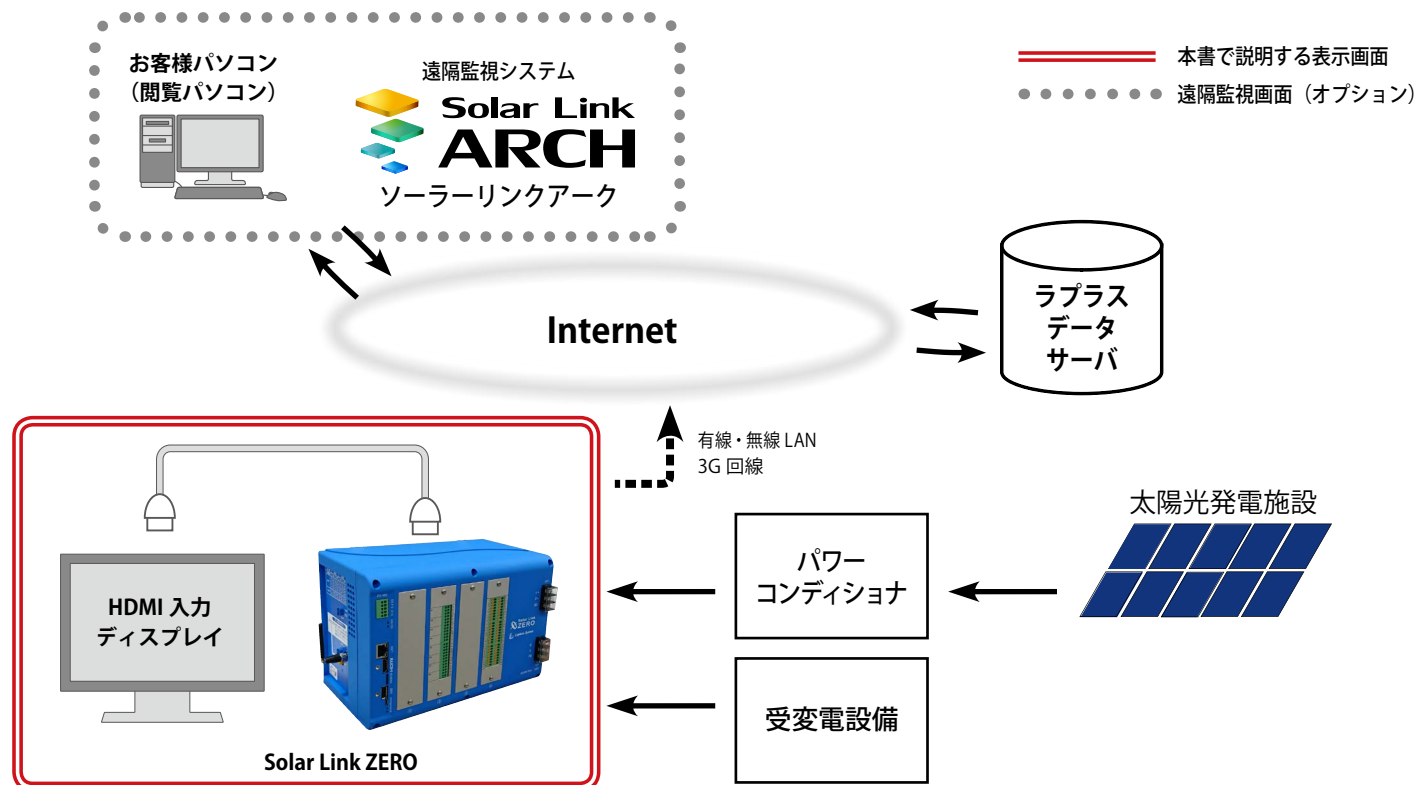 お客様パソコン
（閲覧パソコン）
遠隔監視システム
Solar Link
ARCH
ソーラーリンクアーク
本書で説明する表示画面
遠隔監視画面（オプション）
Internet
ラプラス
データ
サーバ
有線・無線 LAN
3G 回線
HDMI 入力
ディスプレイ
Solar Link
ZERO
Solar Link ZERO
パワー
コンディショナ
受変電設備
太陽光発電施設